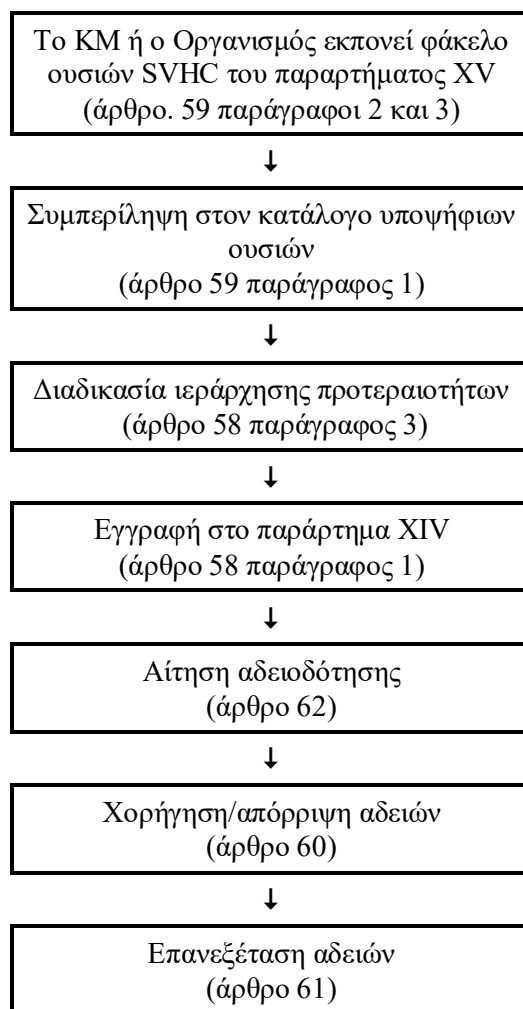 Το ΚΜ ή ο Οργανισμός εκπονεί φάκελο
ουσιών SVHC του παραρτήματος XV
(άρθρο. 59 παράγραφοι 2 και 3)
↓
Συμπερίληψη στον κατάλογο υποψήφιων
ουσιών
(άρθρο 59 παράγραφος 1)
↓
Διαδικασία ιεράρχησης προτεραιοτήτων
(άρθρο 58 παράγραφος 3)
↓
Εγγραφή στο παράρτημα XIV
(άρθρο 58 παράγραφος 1)
↓
Αίτηση αδειοδότησης
(άρθρο 62)
↓
Χορήγηση/απόρριψη αδειών
(άρθρο 60)
↓
Επανεξέταση αδειών
(άρθρο 61)